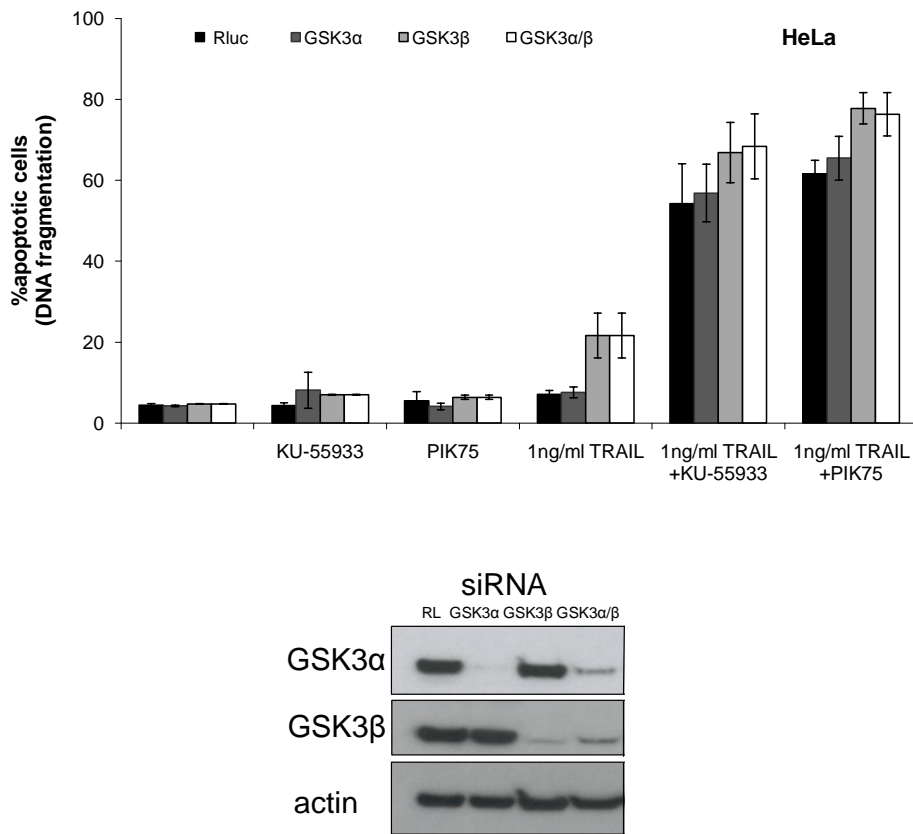 100
80
60
40
20
0
%apoptotic cells
(DNA fragmentation)
Rluc GSK3α GSK3β GSK3α/β
HeLa
KU-55933 PIK75 1ng/ml TRAIL 1ng/ml TRAIL 1ng/ml TRAIL
+KU-55933 +PIK75
siRNA
RL GSK3α GSK3β GSK3α/β
GSK3α
GSK3β
actin